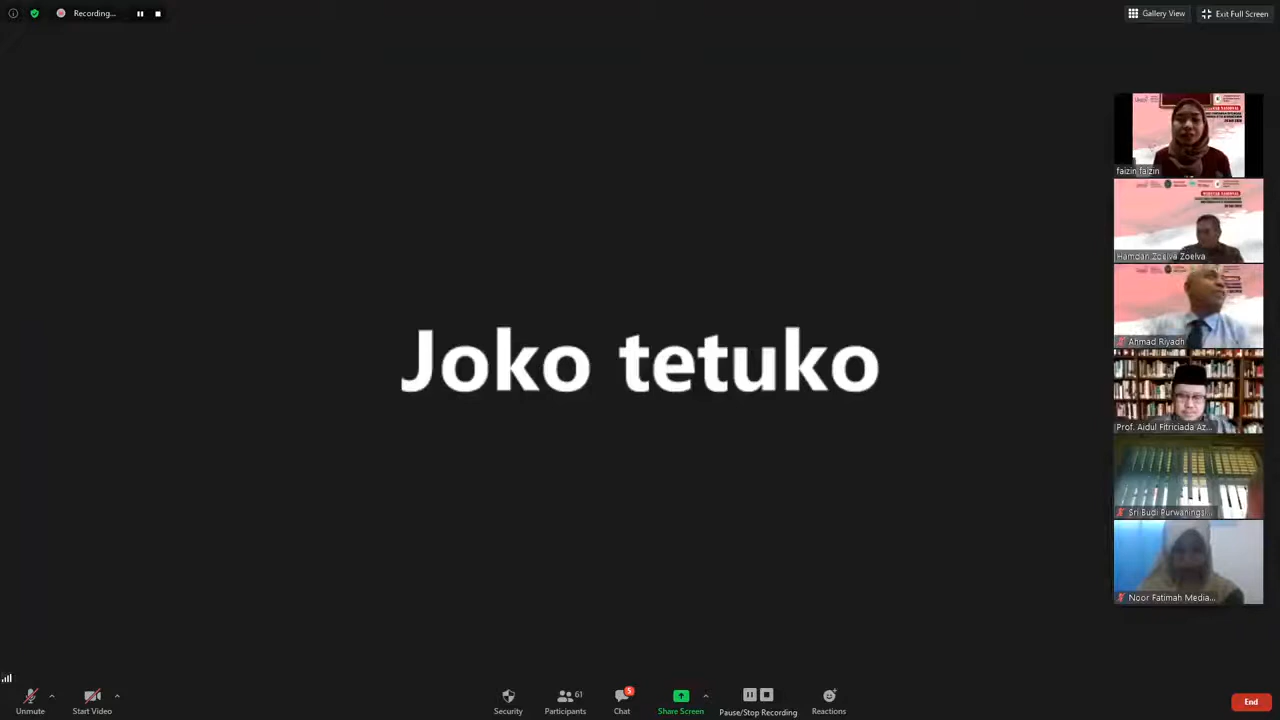 Recording...
Gallery View
Exit Full Screen
Joko tetuko
faizin faizin
Hamdan Zoelva Zoelva
Ahmad Riyadh
Prof. Aidul Fitriciada Az...
Sri Budi Purwaningsi...
Noor Fatimah Media...
Unmute
Start Video
Security
61
Participants
5
Chat
Share Screen
Pause/Stop Recording
Reactions
End